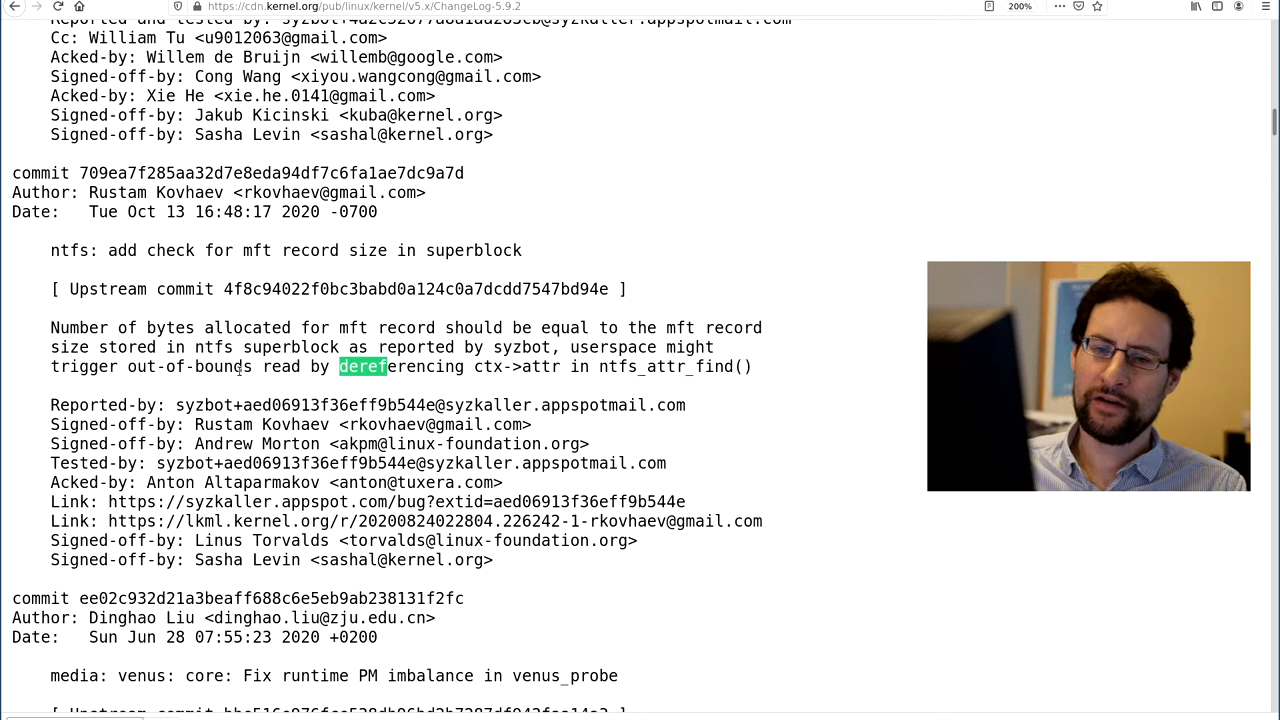 https://cdn.kernel.org/pub/linux/kernel/v5.x/ChangeLog-5.9.2
200%
Cc: William Tu <u9012063@gmail.com>
Acked-by: Willem de Bruijn <willemb@google.com>
Signed-off-by: Cong Wang <xiyou.wangcong@gmail.com>
Acked-by: Xie He <xie.he.0141@gmail.com>
Signed-off-by: Jakub Kicinski <kuba@kernel.org>
Signed-off-by: Sasha Levin <sashal@kernel.org>
commit 709ea7f285aa32d7e8eda94df7c6fa1ae7dc9a7d
Author: Rustam Kovhaev <rkovhaev@gmail.com>
Date:   Tue Oct 13 16:48:17 2020 -0700
ntfs: add check for mft record size in superblock
[ Upstream commit 4f8c94022f0bc3babd0a124c0a7dcdd7547bd94e ]
Number of bytes allocated for mft record should be equal to the mft record
size stored in ntfs superblock as reported by syzbot, userspace might
trigger out-of-bounds read by dereferencing ctx->attr in ntfs_attr_find()
Reported-by: syzbot+aed06913f36eff9b544e@syzkaller.appspotmail.com
Signed-off-by: Rustam Kovhaev <rkovhaev@gmail.com>
Signed-off-by: Andrew Morton <akpm@linux-foundation.org>
Tested-by: syzbot+aed06913f36eff9b544e@syzkaller.appspotmail.com
Acked-by: Anton Altaparmakov <anton@tuxera.com>
Link: https://syzkaller.appspot.com/bug?extid=aed06913f36eff9b544e
Link: https://lkml.kernel.org/r/20200824022804.226242-1-rkovhaev@gmail.com
Signed-off-by: Linus Torvalds <torvalds@linux-foundation.org>
Signed-off-by: Sasha Levin <sashal@kernel.org>
commit ee02c932d21a3beaff688c6e5eb9ab238131f2fc
Author: Dinghao Liu <dinghao.liu@zju.edu.cn>
Date:   Sun Jun 28 07:55:23 2020 +0200
media: venus: core: Fix runtime PM imbalance in venus_probe